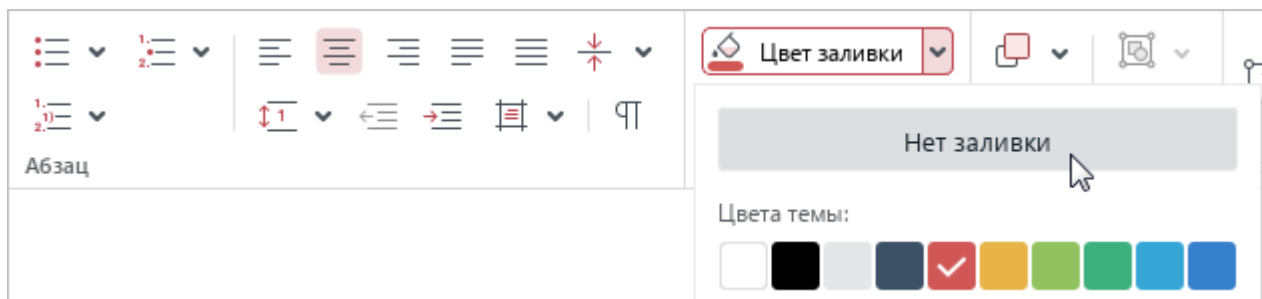 Цвет заливки
Нет заливки
Абзац
Цвета темы: